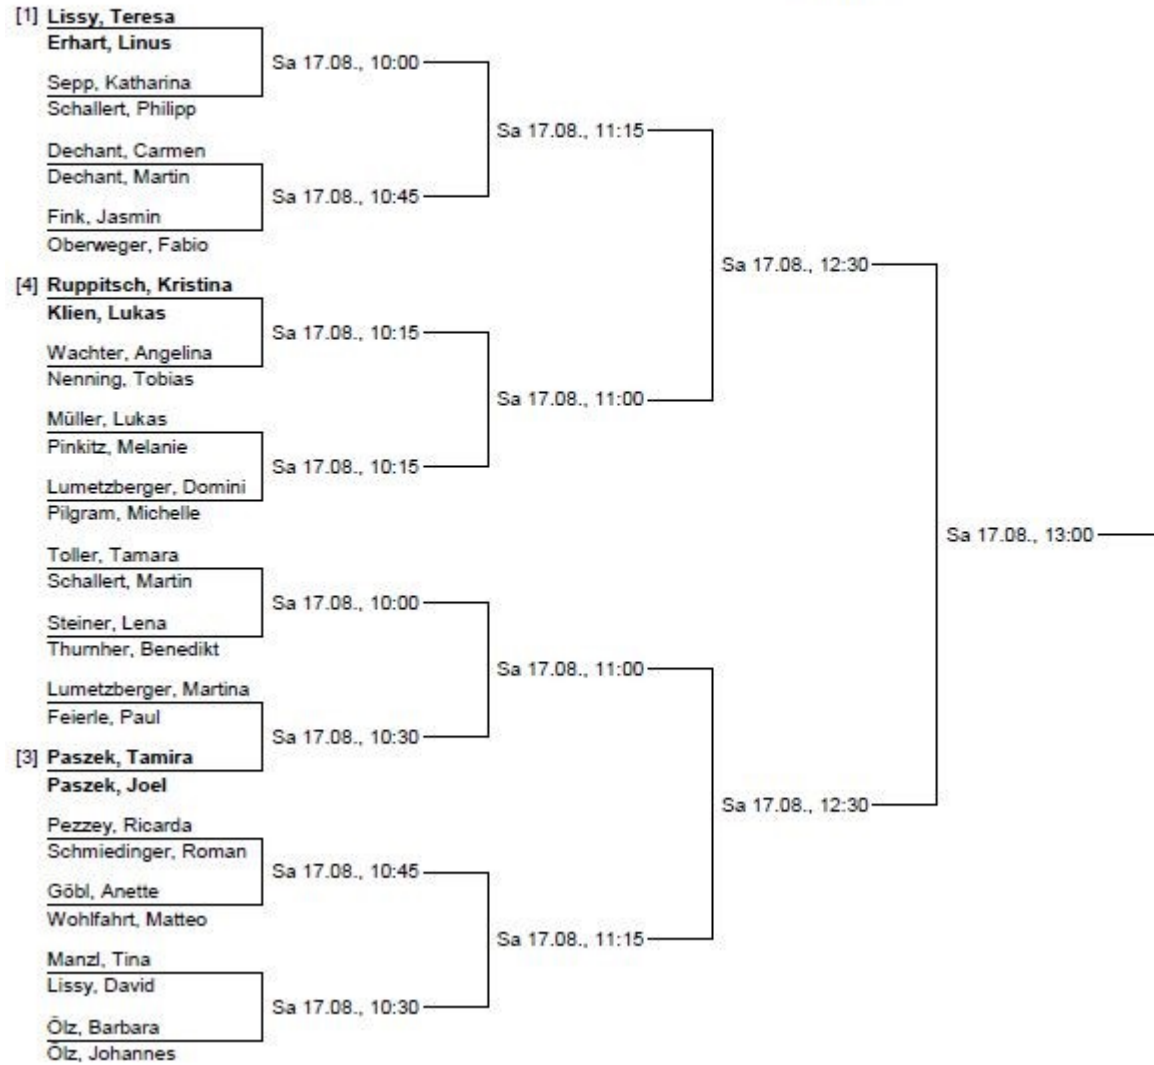 [1] Lissy, Teresa
Erhart, Linus
Sa 17.08., 10:00
Sepp, Katharina
Schallert, Philipp
Sa 17.08., 11:15
Dechant, Carmen
Dechant, Martin
Sa 17.08., 10:45
Fink, Jasmin
Oberweger, Fabio
Sa 17.08., 12:30
[4] Ruppitsch, Kristina
Klien, Lukas
Sa 17.08., 10:15
Wachter, Angelina
Nenning, Tobias
Sa 17.08., 11:00
Müller, Lukas
Pinkitz, Melanie
Sa 17.08., 10:15
Lumetzberger, Domini
Pilgram, Michelle
Sa 17.08., 13:00
Toller, Tamara
Schallert, Martin
Sa 17.08., 10:00
Steiner, Lena
Thurnher, Benedikt
Sa 17.08., 11:00
Lumetzberger, Martina
Feierle, Paul
Sa 17.08., 10:30
[3] Paszek, Tamira
Paszek, Joel
Sa 17.08., 12:30
Pezzey, Ricarda
Schmiedinger, Roman
Sa 17.08., 10:45
Göbl, Anette
Wohlfahrt, Matteo
Sa 17.08., 11:15
Manzl, Tina
Lissy, David
Sa 17.08., 10:30
Ölz, Barbara
Ölz, Johannes